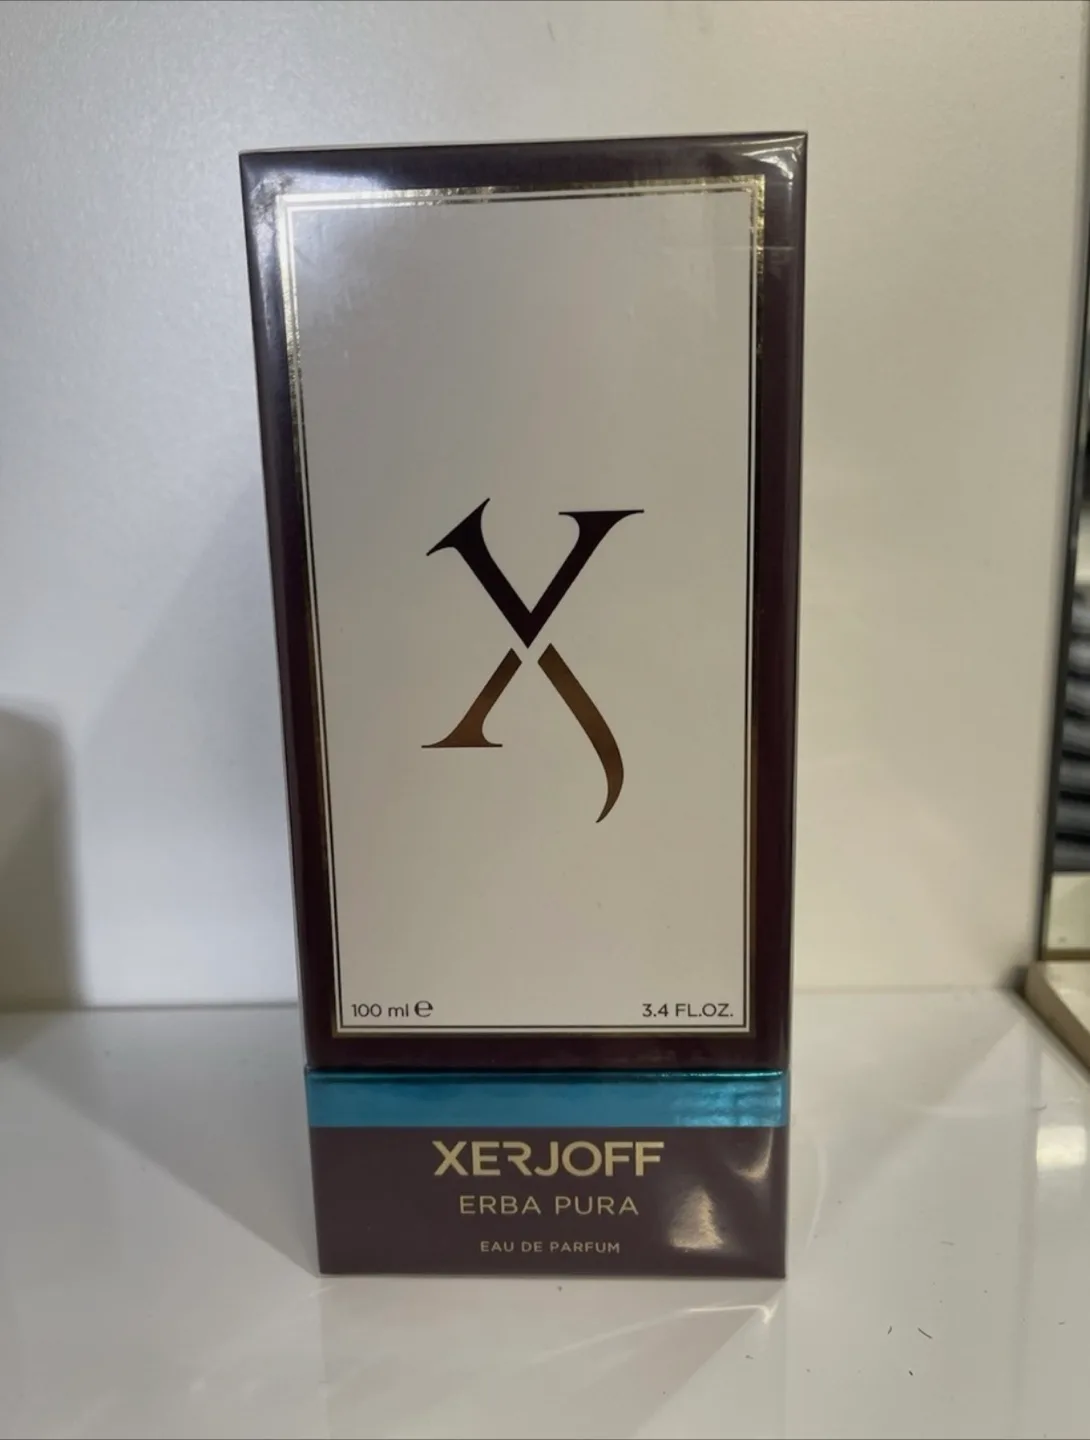 X
100 ml ℮
3.4 FL.OZ.
XERJOFF
ERBA PURA
EAU DE PARFUM